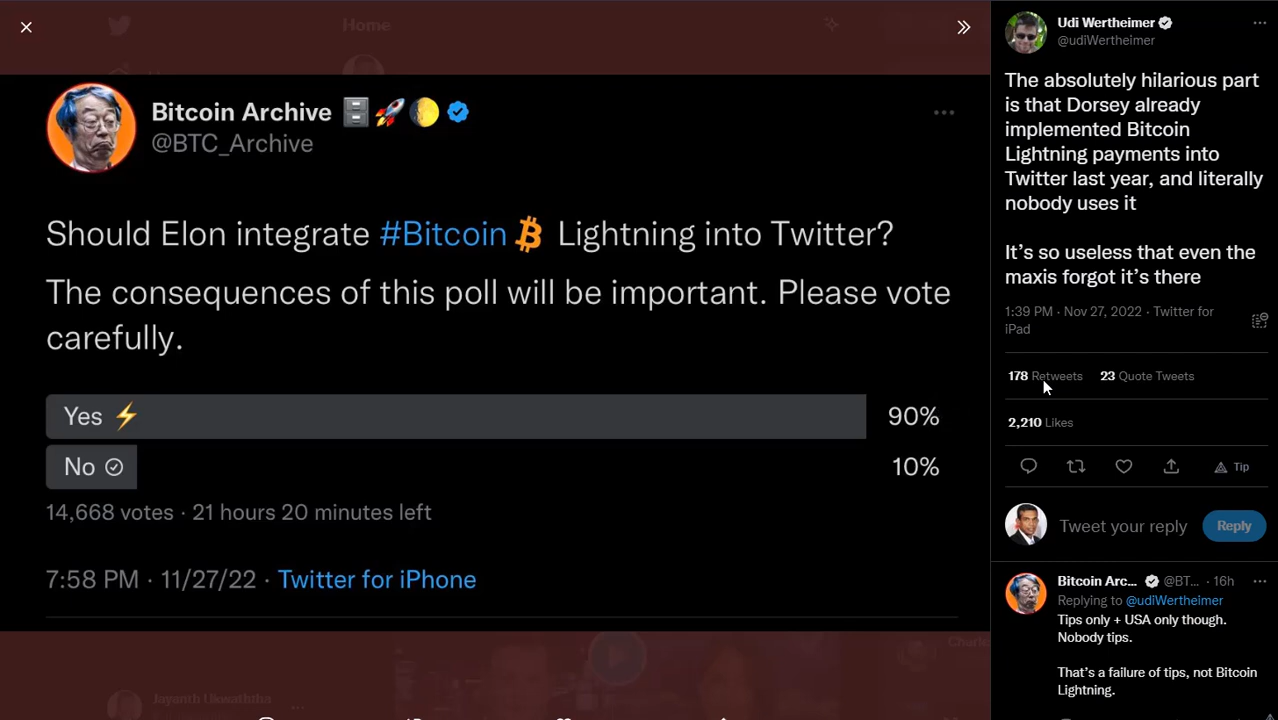 Home
Bitcoin Archive 🗄️🚀🌔
@BTC_Archive
Should Elon integrate #Bitcoin Lightning into Twitter?
The consequences of this poll will be important. Please vote
carefully.
Yes ⚡ 90%
No 10%
14,668 votes · 21 hours 20 minutes left
7:58 PM · 11/27/22 · Twitter for iPhone
Jayanth Likwaththa
Udi Wertheimer
@udiWertheimer
The absolutely hilarious part
is that Dorsey already
implemented Bitcoin
Lightning payments into
Twitter last year, and literally
nobody uses it
It’s so useless that even the
maxis forgot it’s there
1:39 PM · Nov 27, 2022 · Twitter for
iPad
178 Retweets 23 Quote Tweets
2,210 Likes
Tip
Tweet your reply Reply
Bitcoin Arc... @BT... · 16h
Replying to @udiWertheimer
Tips only + USA only though.
Nobody tips.
That’s a failure of tips, not Bitcoin
Lightning.